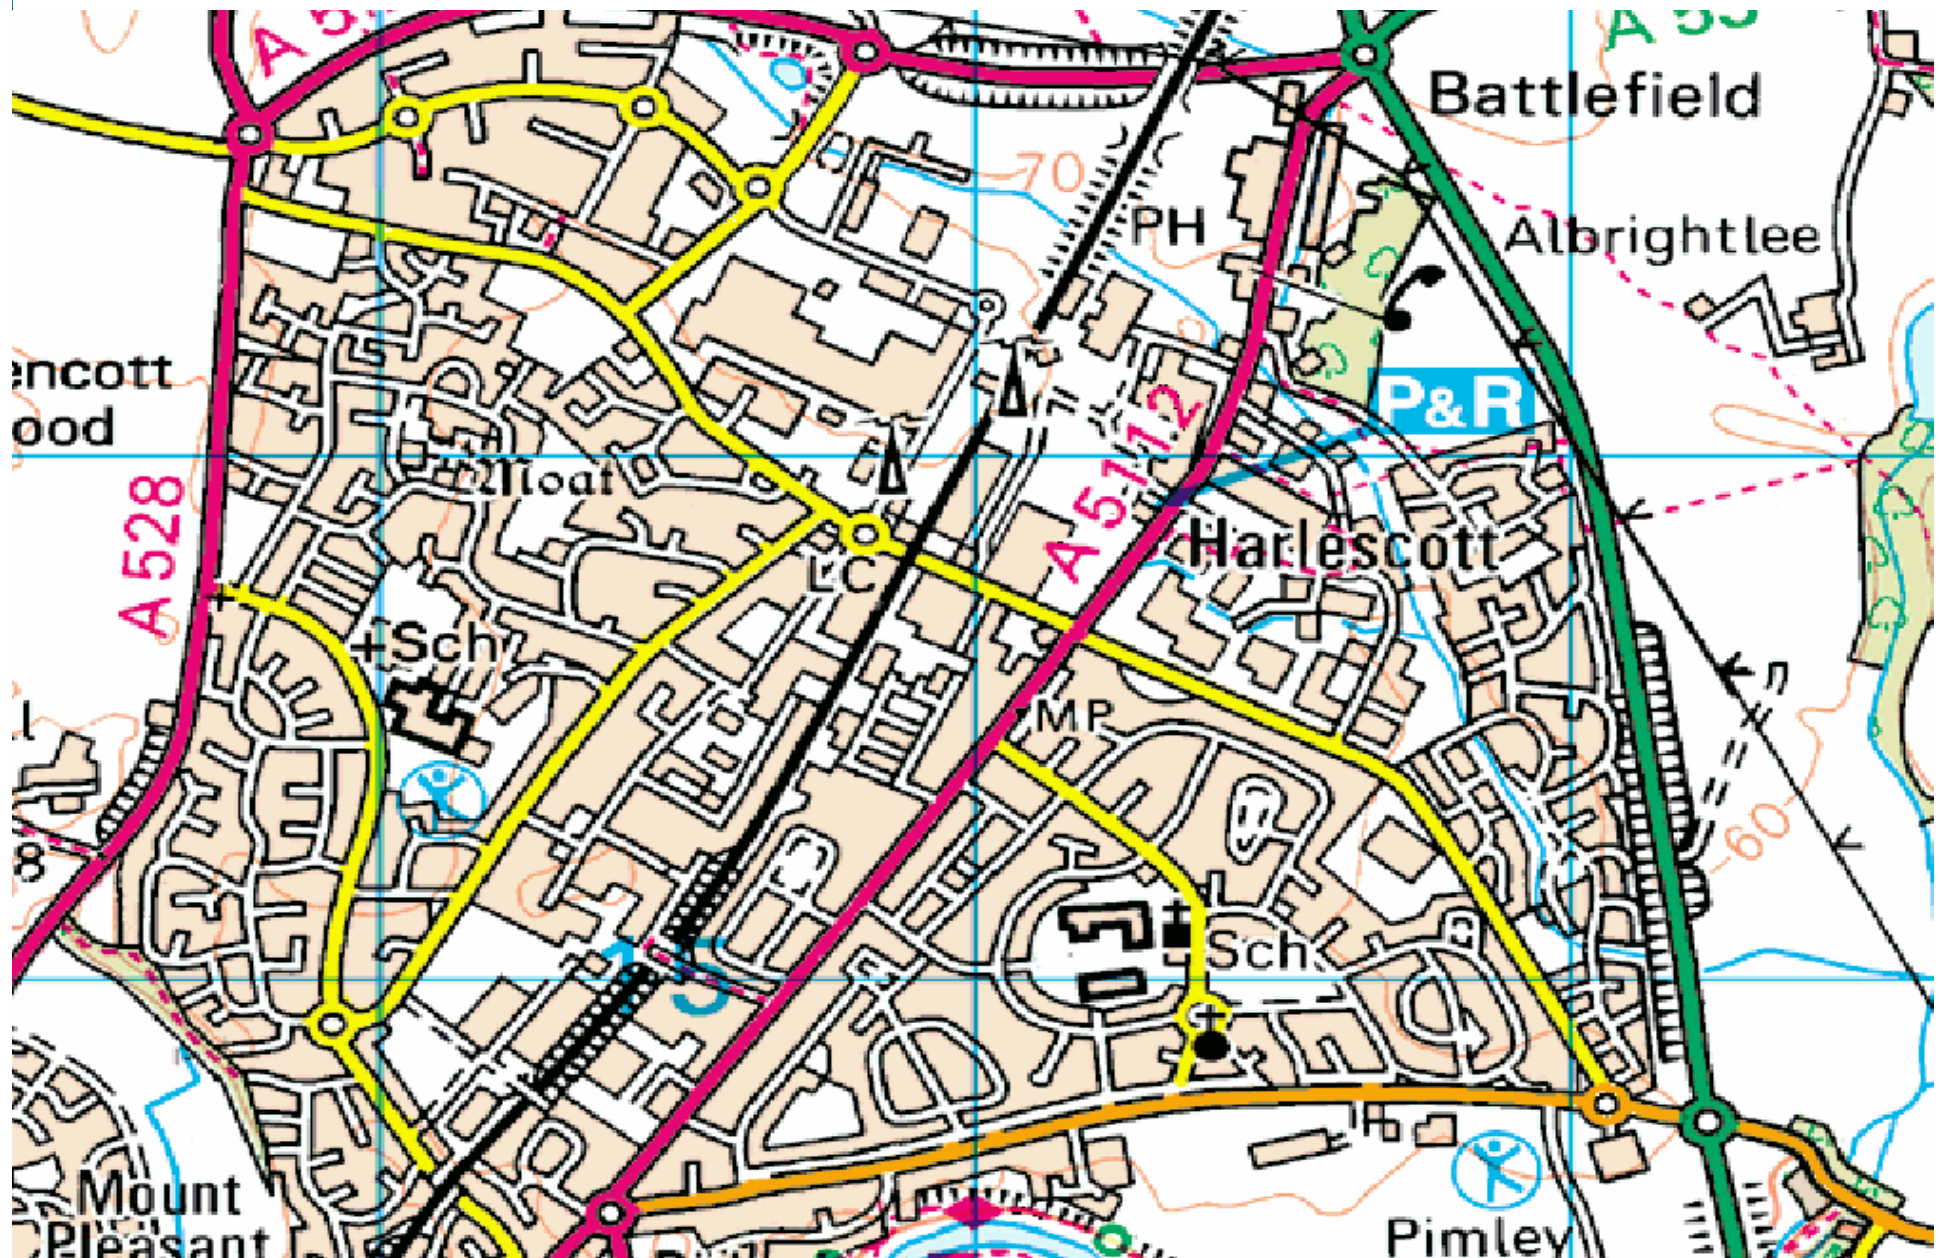 A 5
A 53
Battlefield
70
PH
Albrightlee
encott
ood
P&R
A 5112
Moat
A 528
Harlescott
LC
Sch
MP
60
8
15
Sch
Mount
Pleasant
Pimley